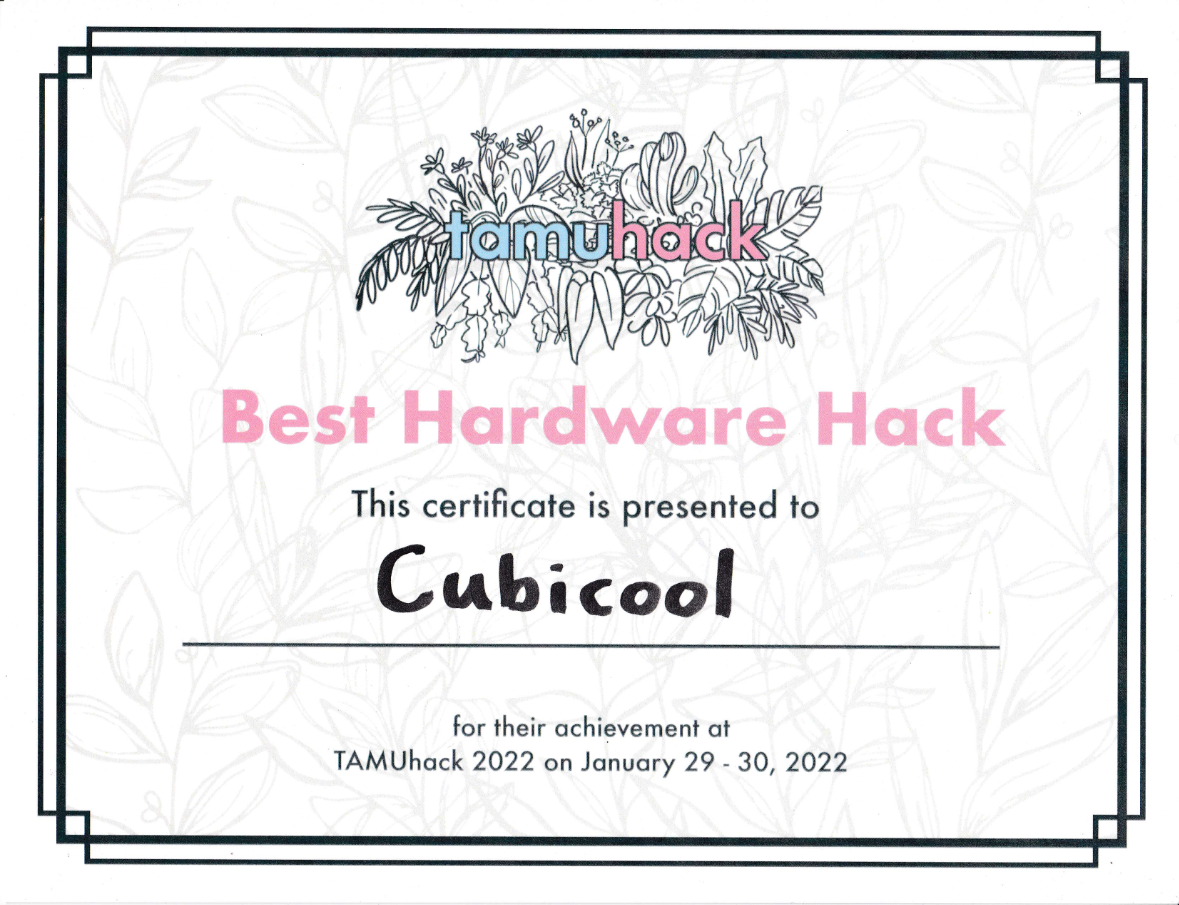 tamuhack
Best Hardware Hack
This certificate is presented to
Cubicool
for their achievement at
TAMUhack 2022 on January 29 - 30, 2022